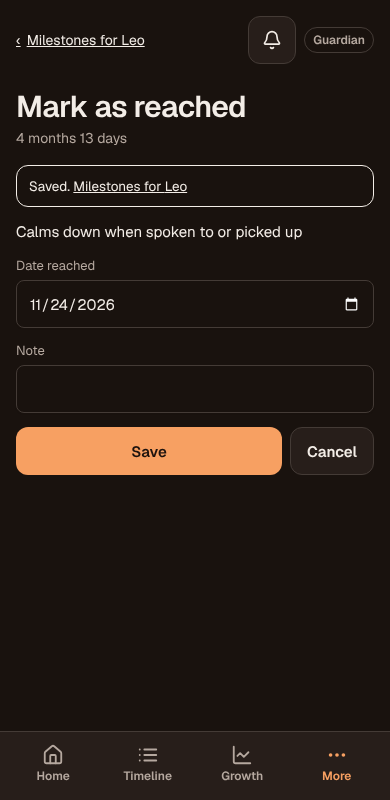 ‹ Milestones for Leo
Guardian
Mark as reached
4 months 13 days
Saved. Milestones for Leo
Calms down when spoken to or picked up
Date reached
11/24/2026
Note
Save
Cancel
Home
Timeline
Growth
More